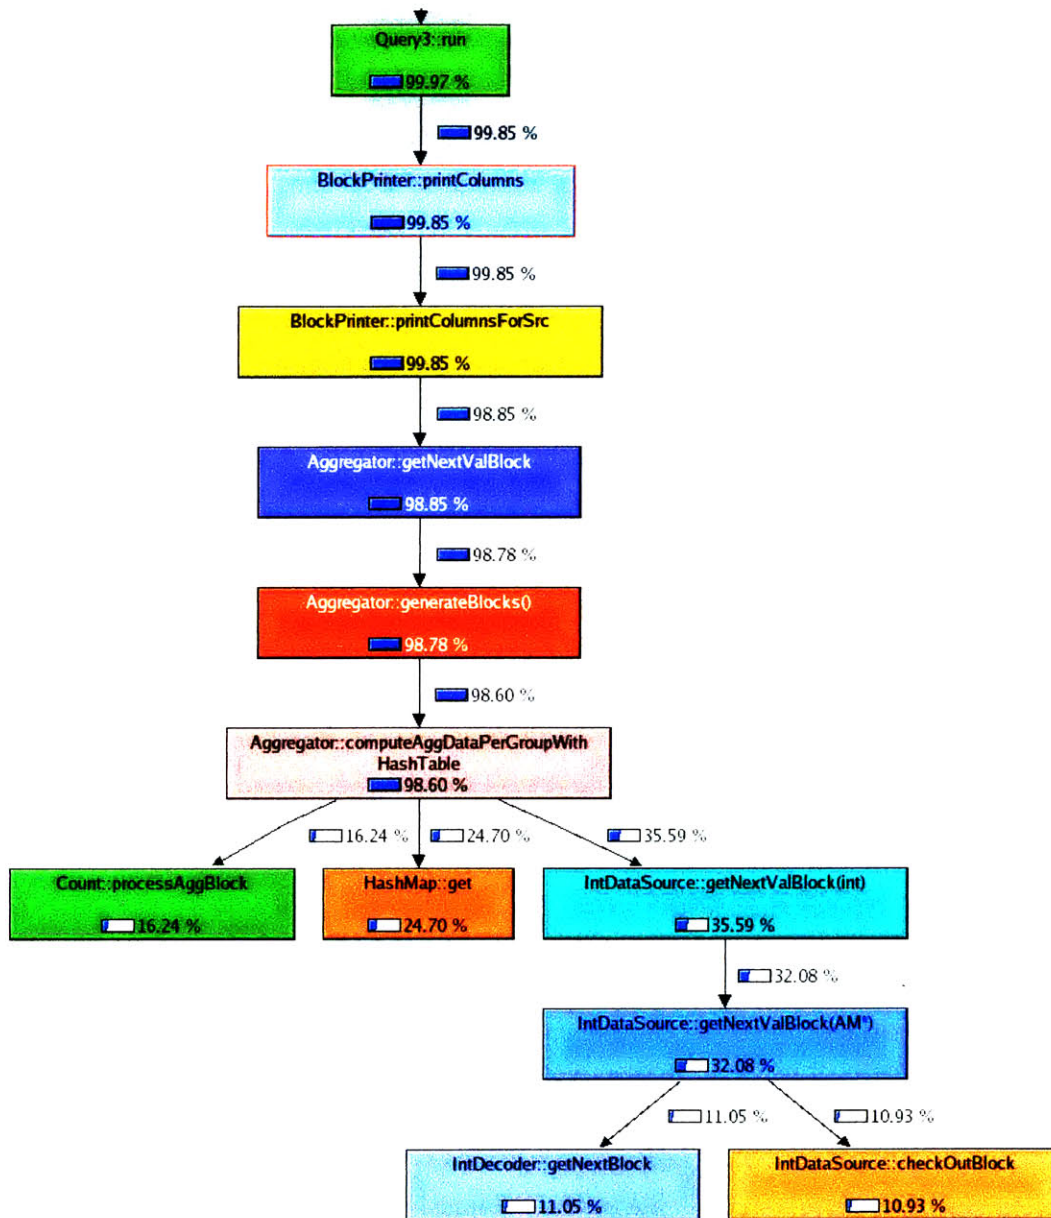 Query3::run
99.97 %
99.85 %
BlockPrinter::printColumns
99.85 %
99.85 %
BlockPrinter::printColumnsForSrc
99.85 %
98.85 %
Aggregator::getNextValBlock
98.85 %
98.78 %
Aggregator::generateBlocks()
98.78 %
98.60 %
Aggregator::computeAggDataPerGroupWith
HashTable
98.60 %
16.24 % 24.70 % 35.59 %
Count::processAggBlock HashMap::get IntDataSource::getNextValBlock(int)
16.24 % 24.70 % 35.59 %
32.08 %
IntDataSource::getNextValBlock(AM*)
32.08 %
11.05 % 10.93 %
IntDecoder::getNextBlock IntDataSource::checkOutBlock
11.05 % 10.93 %